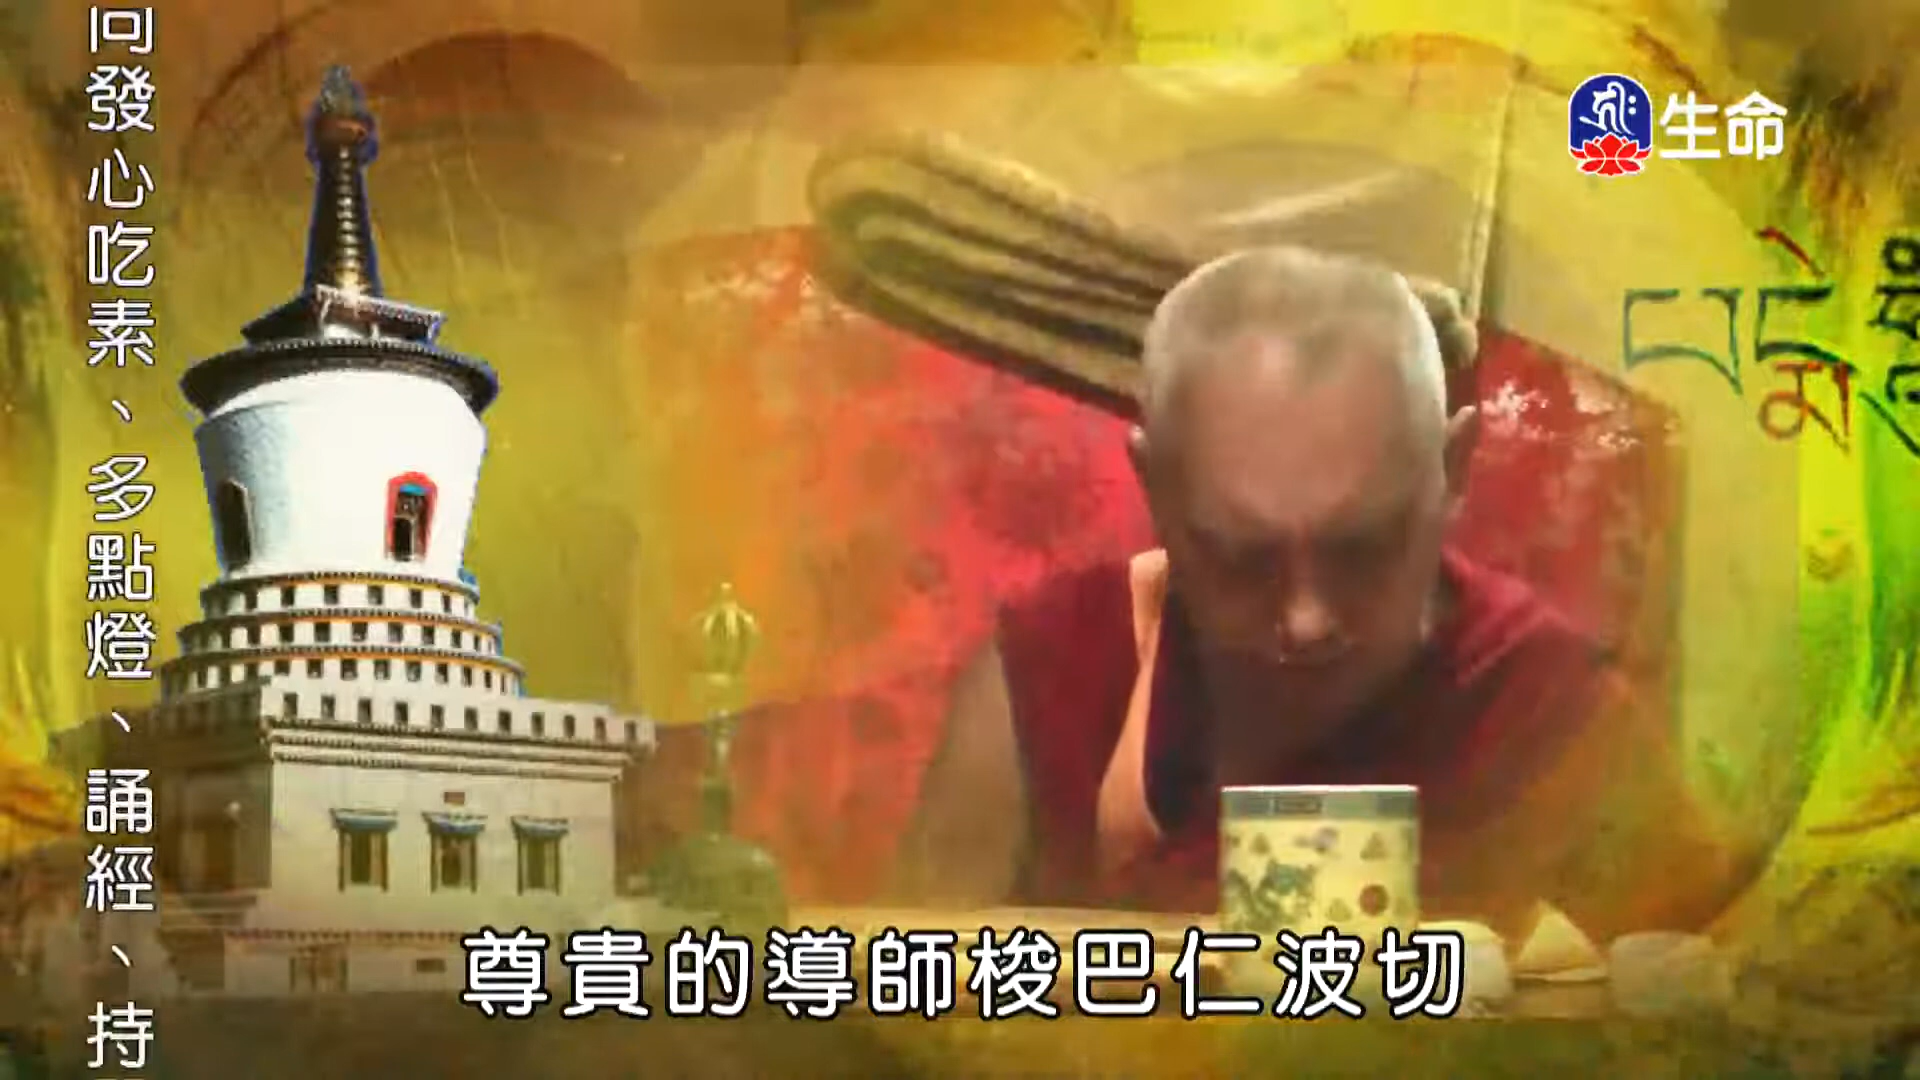 同發心吃素、多點燈、誦經、持
生命
尊貴的導師梭巴仁波切